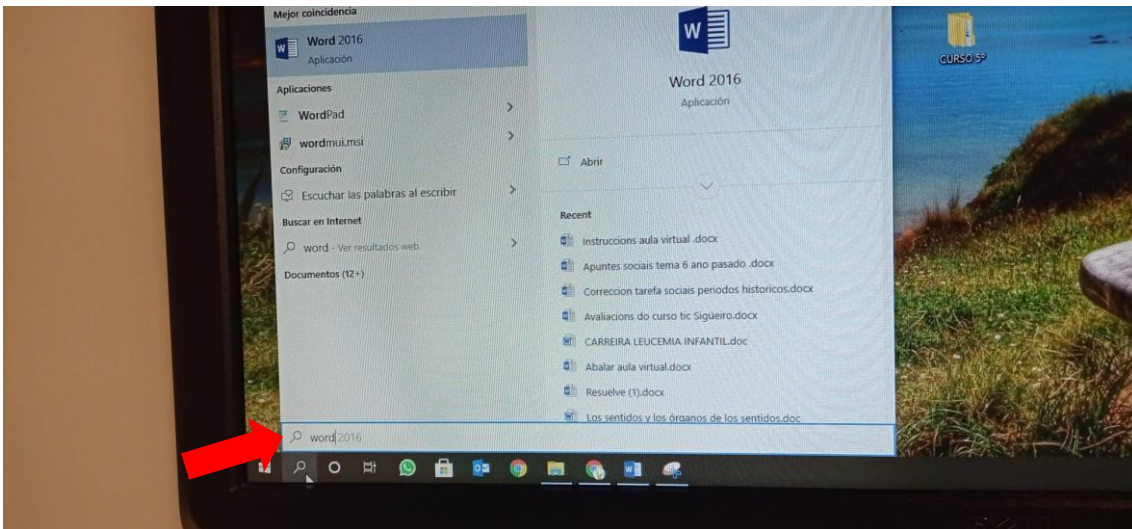 Mejor coincidencia
Word 2016
Aplicación
Aplicaciones
WordPad
wordmui.msi
Configuración
Escuchar las palabras al escribir
Buscar en Internet
word - Ver resultados web
Documentos (12+)
word 2016
W
Word 2016
Aplicación
Abrir
Recent
Instruccions aula virtual .docx
Apuntes sociais tema 6 ano pasado .docx
Correccion tarefa sociais periodos historicos.docx
Avaliacions do curso tic Sigüeiro.docx
CARREIRA LEUCEMIA INFANTIL.doc
Abalar aula virtual.docx
Resuelve (1).docx
Los sentidos y los órganos de los sentidos.doc
CURSO 5º